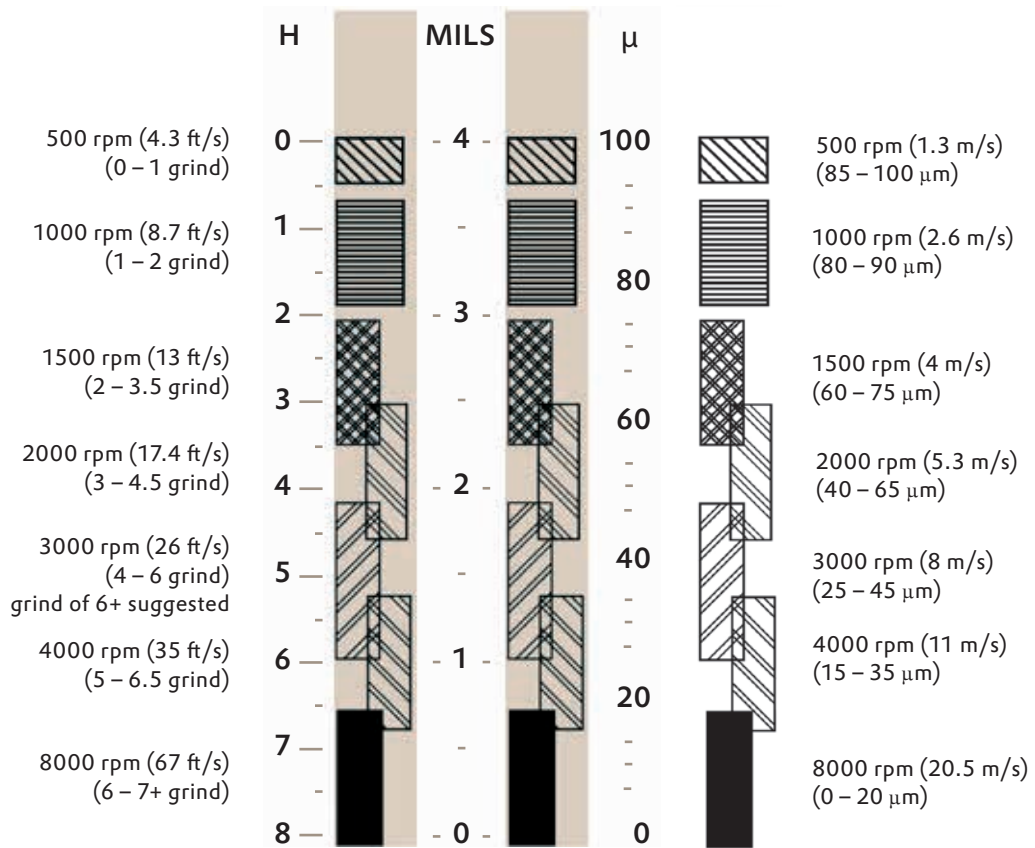 H MILS μ
500 rpm (4.3 ft/s)
(0 – 1 grind)
1000 rpm (8.7 ft/s)
(1 – 2 grind)
1500 rpm (13 ft/s)
(2 – 3.5 grind)
2000 rpm (17.4 ft/s)
(3 – 4.5 grind)
3000 rpm (26 ft/s)
(4 – 6 grind)
grind of 6+ suggested
4000 rpm (35 ft/s)
(5 – 6.5 grind)
8000 rpm (67 ft/s)
(6 – 7+ grind)
0
1
2
3
4
5
6
7
8
4
3
2
1
0
100
80
60
40
20
0
500 rpm (1.3 m/s)
(85 – 100 μm)
1000 rpm (2.6 m/s)
(80 – 90 μm)
1500 rpm (4 m/s)
(60 – 75 μm)
2000 rpm (5.3 m/s)
(40 – 65 μm)
3000 rpm (8 m/s)
(25 – 45 μm)
4000 rpm (11 m/s)
(15 – 35 μm)
8000 rpm (20.5 m/s)
(0 – 20 μm)